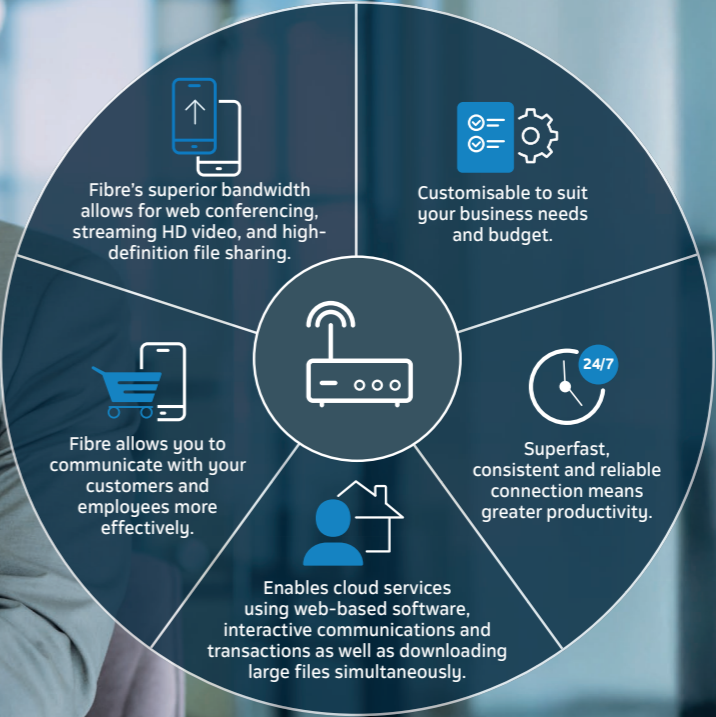 Fibre's superior bandwidth
allows for web conferencing,
streaming HD video, and high-
definition file sharing.
Customisable to suit
your business needs
and budget.
24/7
Superfast,
consistent and reliable
connection means
greater productivity.
Enables cloud services
using web-based software,
interactive communications and
transactions as well as downloading
large files simultaneously.
Fibre allows you to
communicate with your
customers and
employees more
effectively.